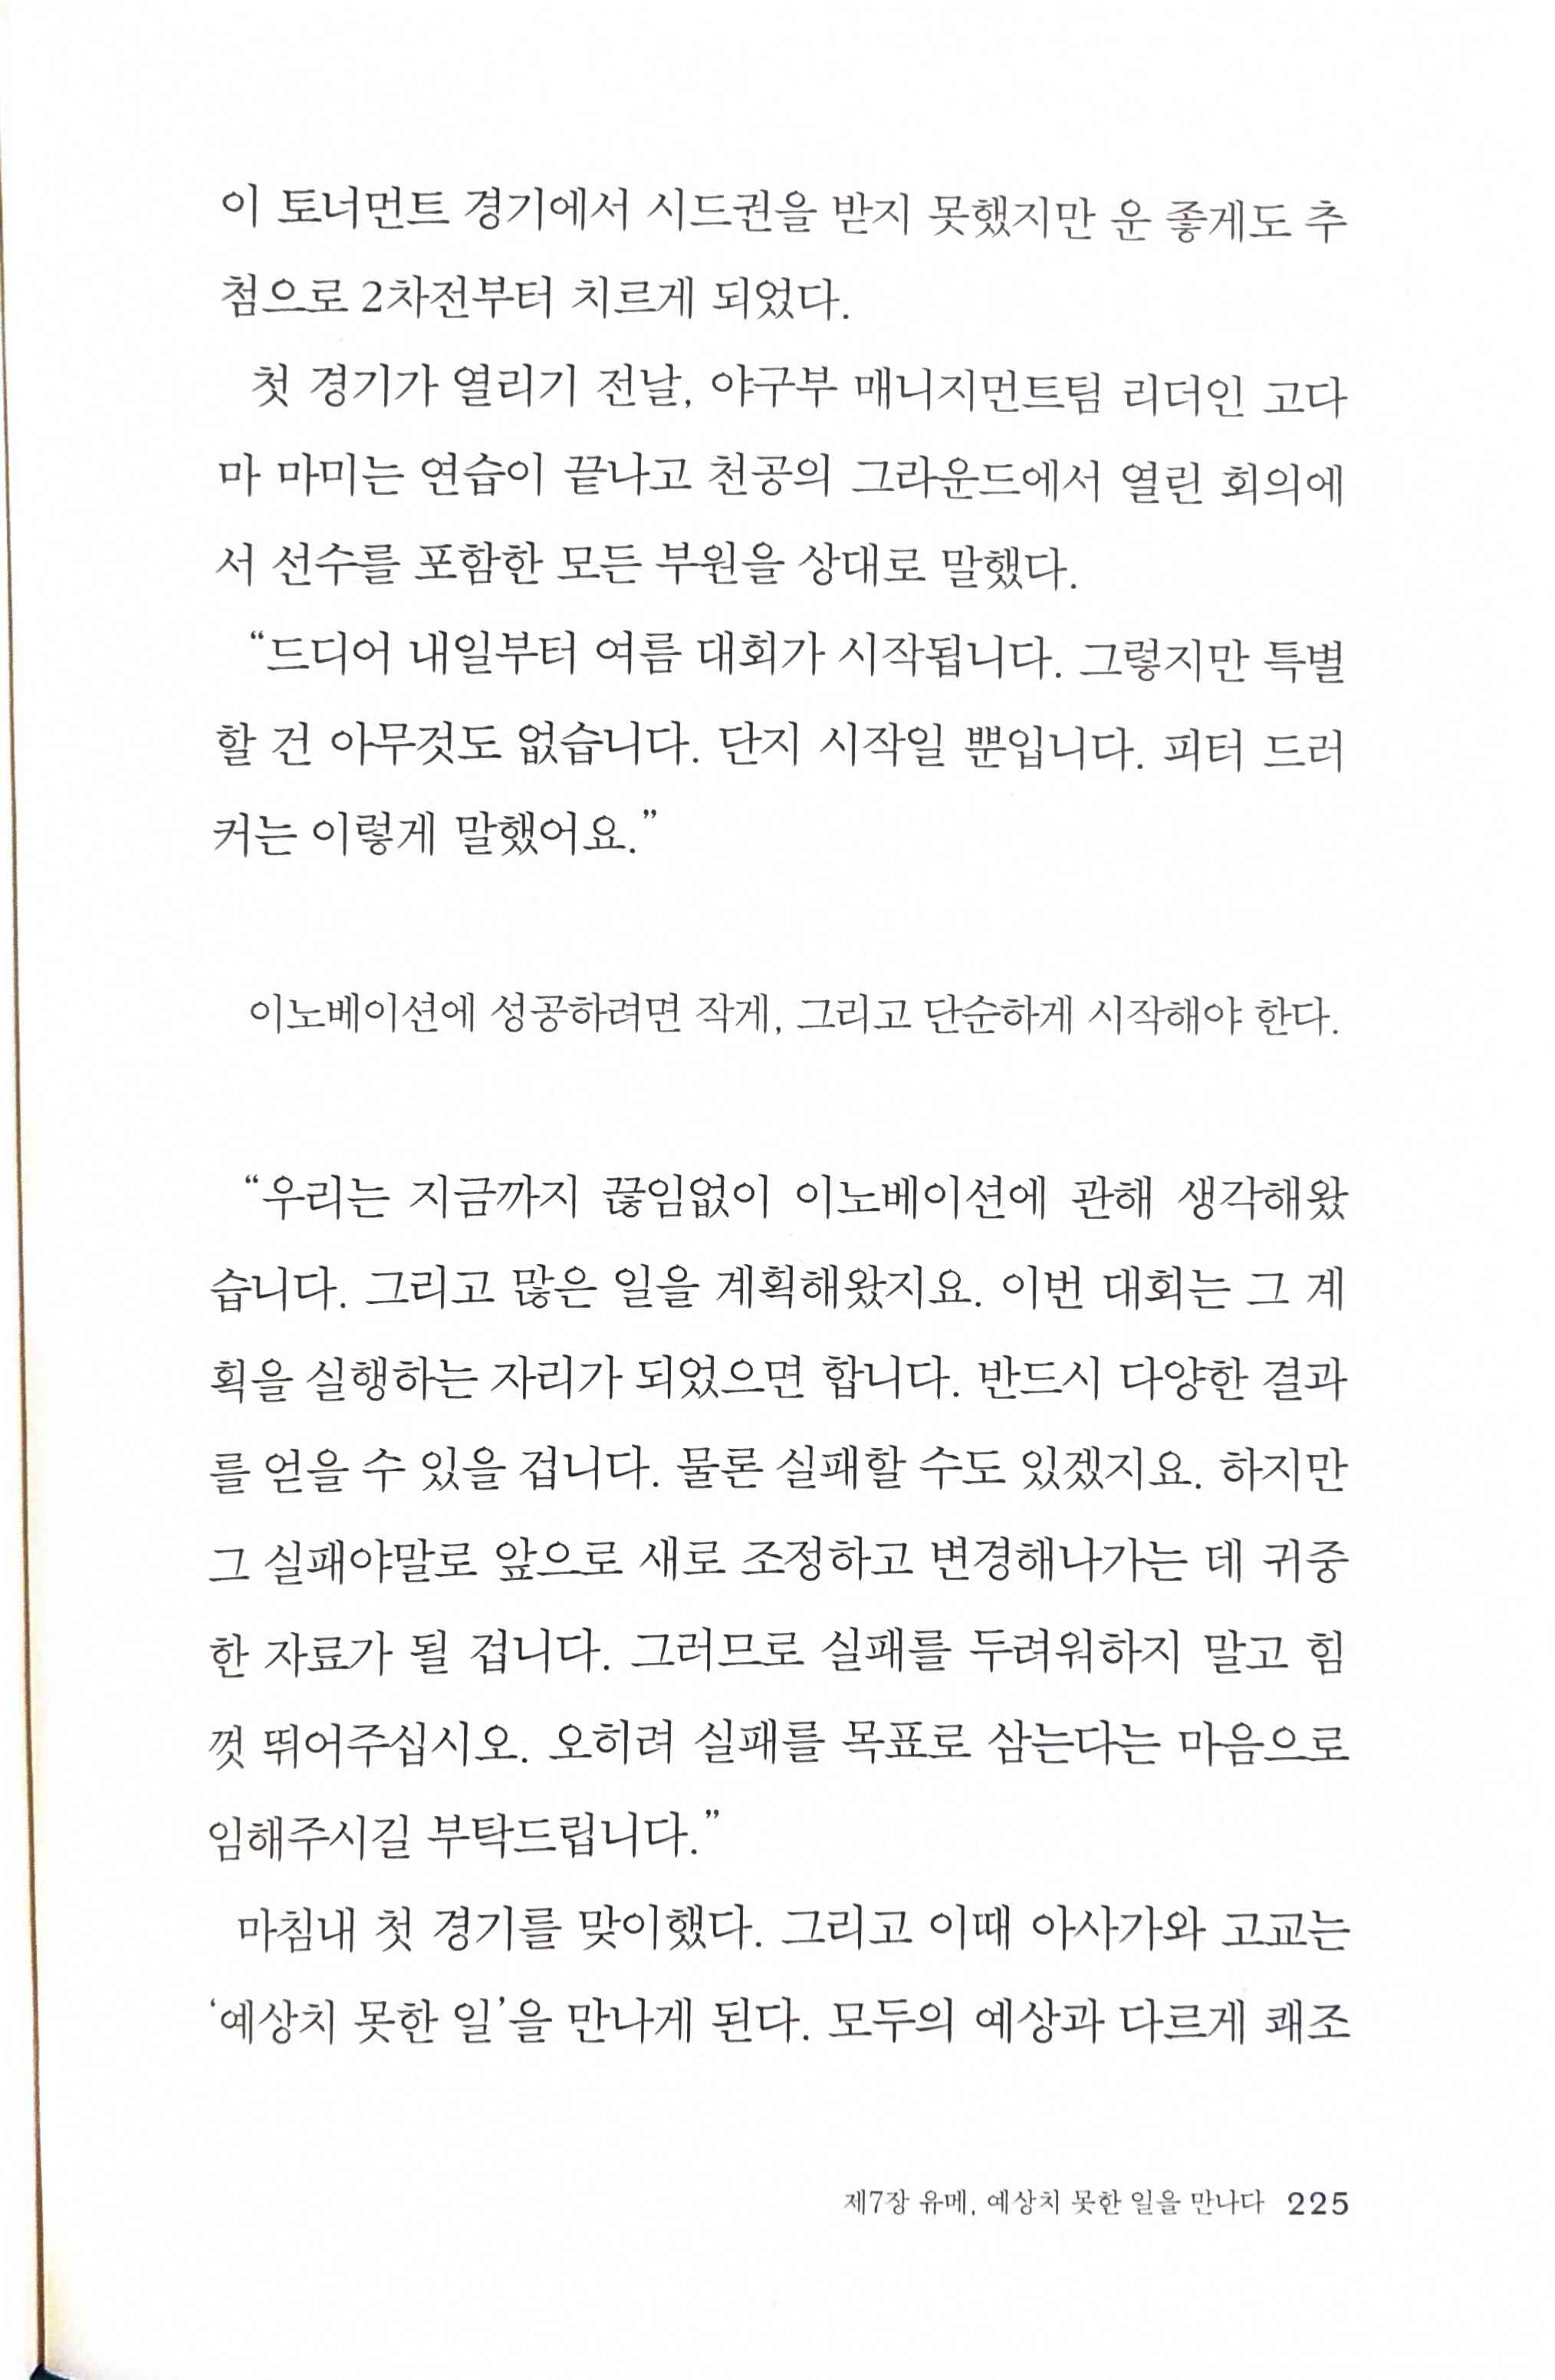 이 토너먼트 경기에서 시드권을 받지 못했지만 운 좋게도 추
첨으로 2차전부터 치르게 되었다.
첫 경기가 열리기 전날, 야구부 매니지먼트팀 리더인 고다
마 마미는 연습이 끝나고 천공의 그라운드에서 열린 회의에
서 선수를 포함한 모든 부원을 상대로 말했다.
“드디어 내일부터 여름 대회가 시작됩니다. 그렇지만 특별
할 건 아무것도 없습니다. 단지 시작일 뿐입니다. 피터 드러
커는 이렇게 말했어요.”
이노베이션에 성공하려면 작게, 그리고 단순하게 시작해야 한다.
“우리는 지금까지 끊임없이 이노베이션에 관해 생각해왔
습니다. 그리고 많은 일을 계획해왔지요. 이번 대회는 그 계
획을 실행하는 자리가 되었으면 합니다. 반드시 다양한 결과
를 얻을 수 있을 겁니다. 물론 실패할 수도 있겠지요. 하지만
그 실패야말로 앞으로 새로 조정하고 변경해나가는 데 귀중
한 자료가 될 겁니다. 그러므로 실패를 두려워하지 말고 힘
껏 뛰어주십시오. 오히려 실패를 목표로 삼는다는 마음으로
임해주시길 부탁드립니다.”
마침내 첫 경기를 맞이했다. 그리고 이때 아사가와 고교는
‘예상치 못한 일’을 만나게 된다. 모두의 예상과 다르게 쾌조
제7장 유메, 예상치 못한 일을 만나다 225